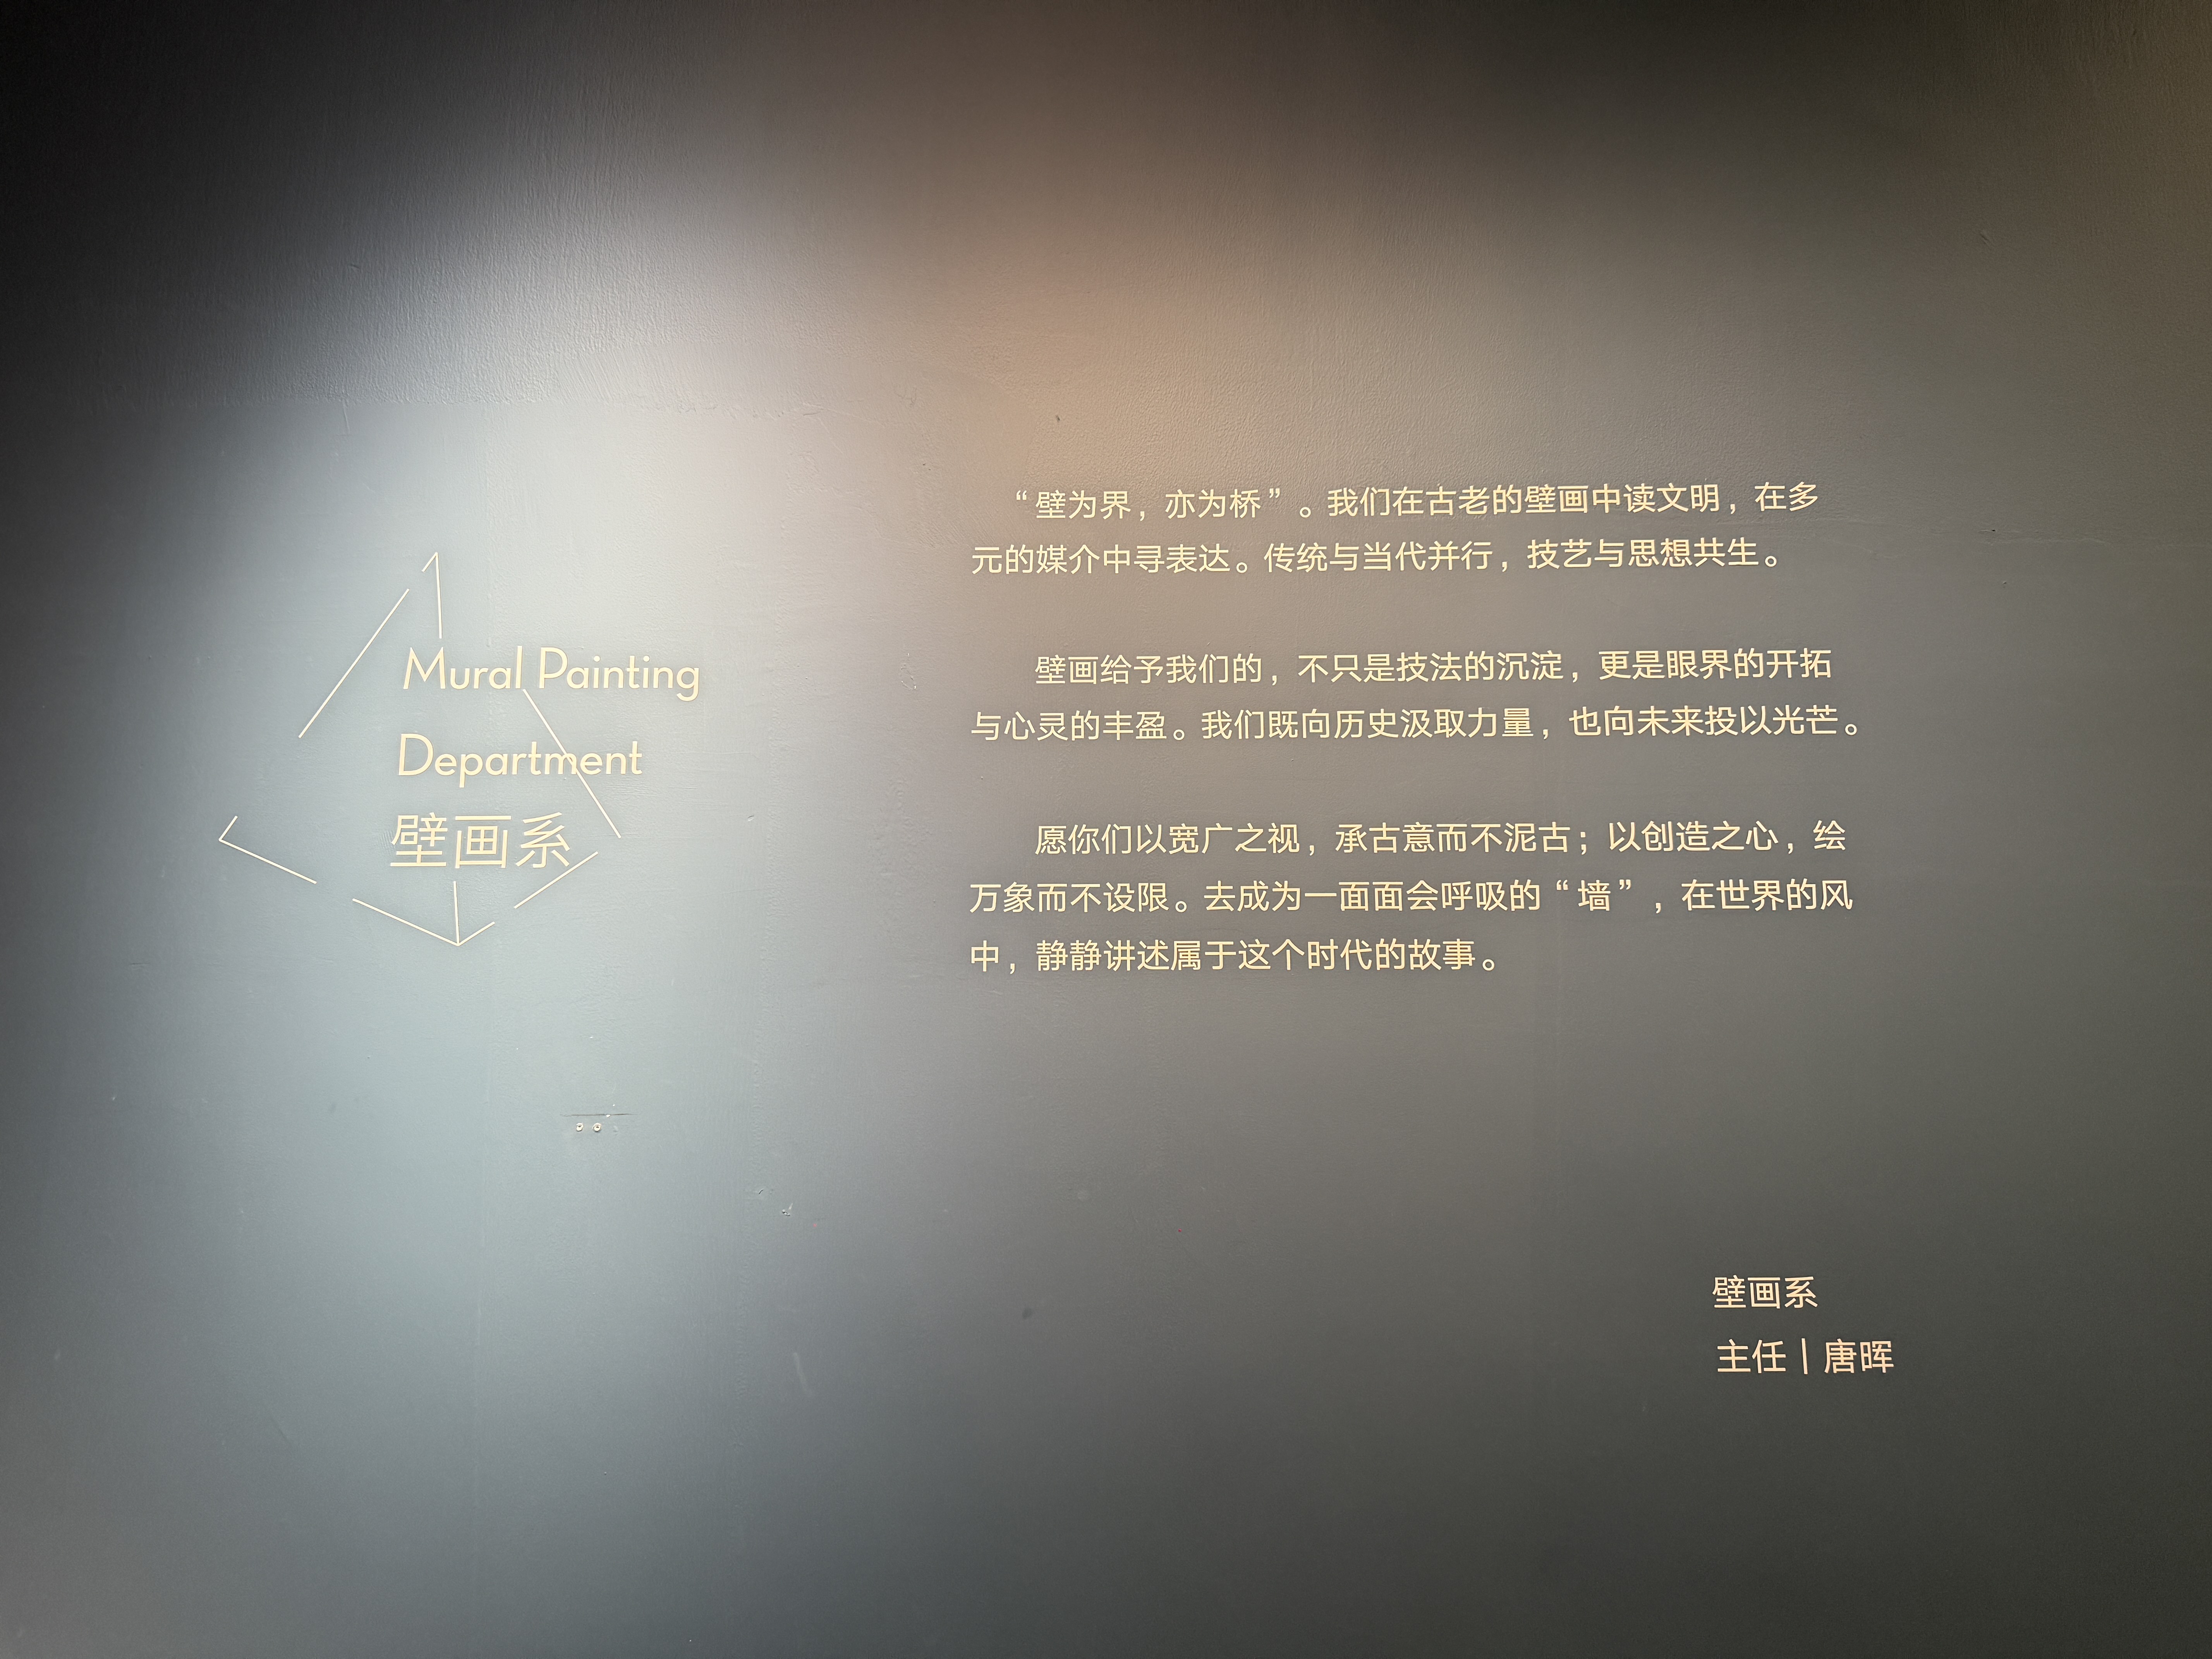 Mural Painting
Department
壁画系
“壁为界，亦为桥”。我们在古老的壁画中读文明，在多
元的媒介中寻表达。传统与当代并行，技艺与思想共生。
壁画给予我们的，不只是技法的沉淀，更是眼界的开拓
与心灵的丰盈。我们既向历史汲取力量，也向未来投以光芒。
愿你们以宽广之视，承古意而不泥古；以创造之心，绘
万象而不设限。去成为一面面会呼吸的“墙”，在世界的风
中，静静讲述属于这个时代的故事。
壁画系
主任丨唐晖